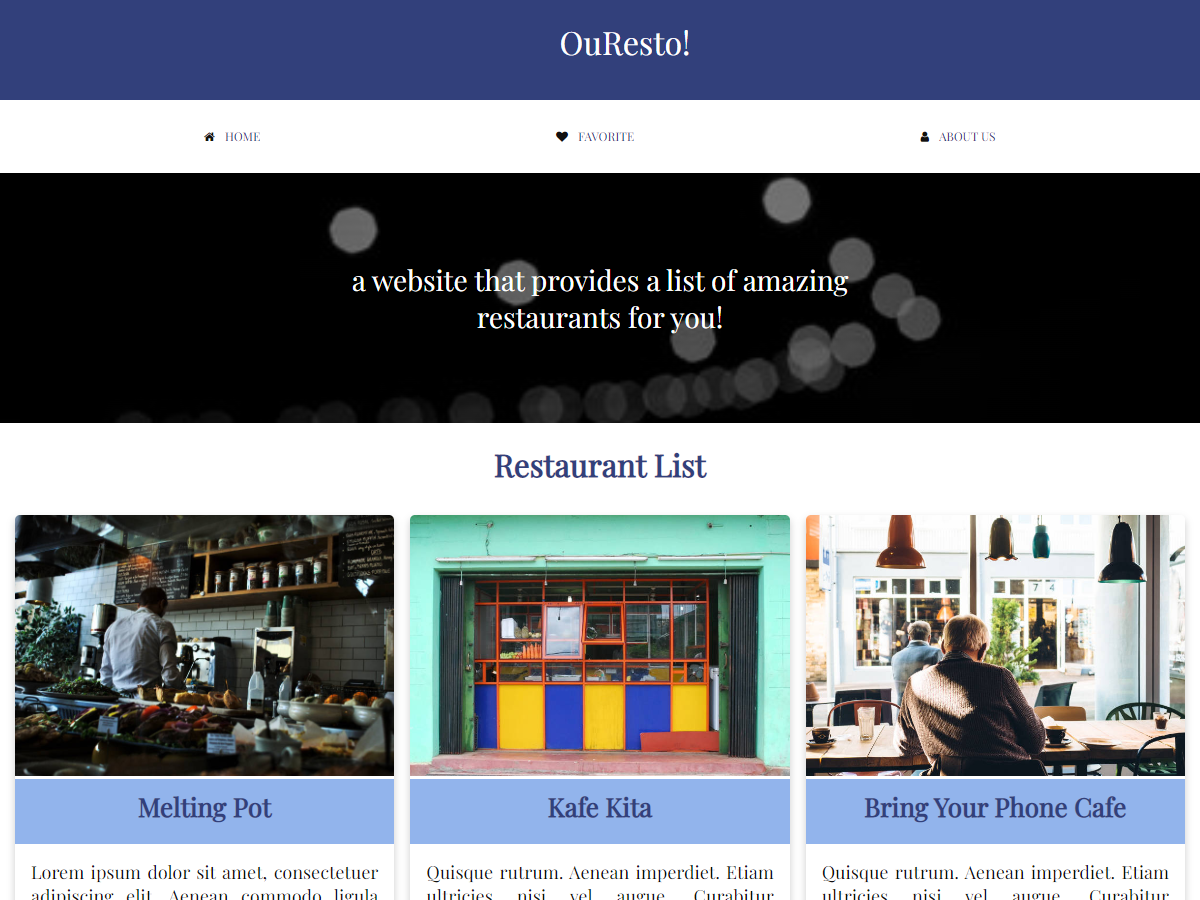 OuResto!
HOME
FAVORITE
ABOUT US
a website that provides a list of amazing
restaurants for you!
Restaurant List
Melting Pot
Kafe Kita
Bring Your Phone Cafe
Lorem ipsum dolor sit amet, consectetuer
adipiscing elit. Aenean commodo ligula
Quisque rutrum. Aenean imperdiet. Etiam
ultricies nisi vel augue. Curabitur
Quisque rutrum. Aenean imperdiet. Etiam
ultricies nisi vel augue. Curabitur